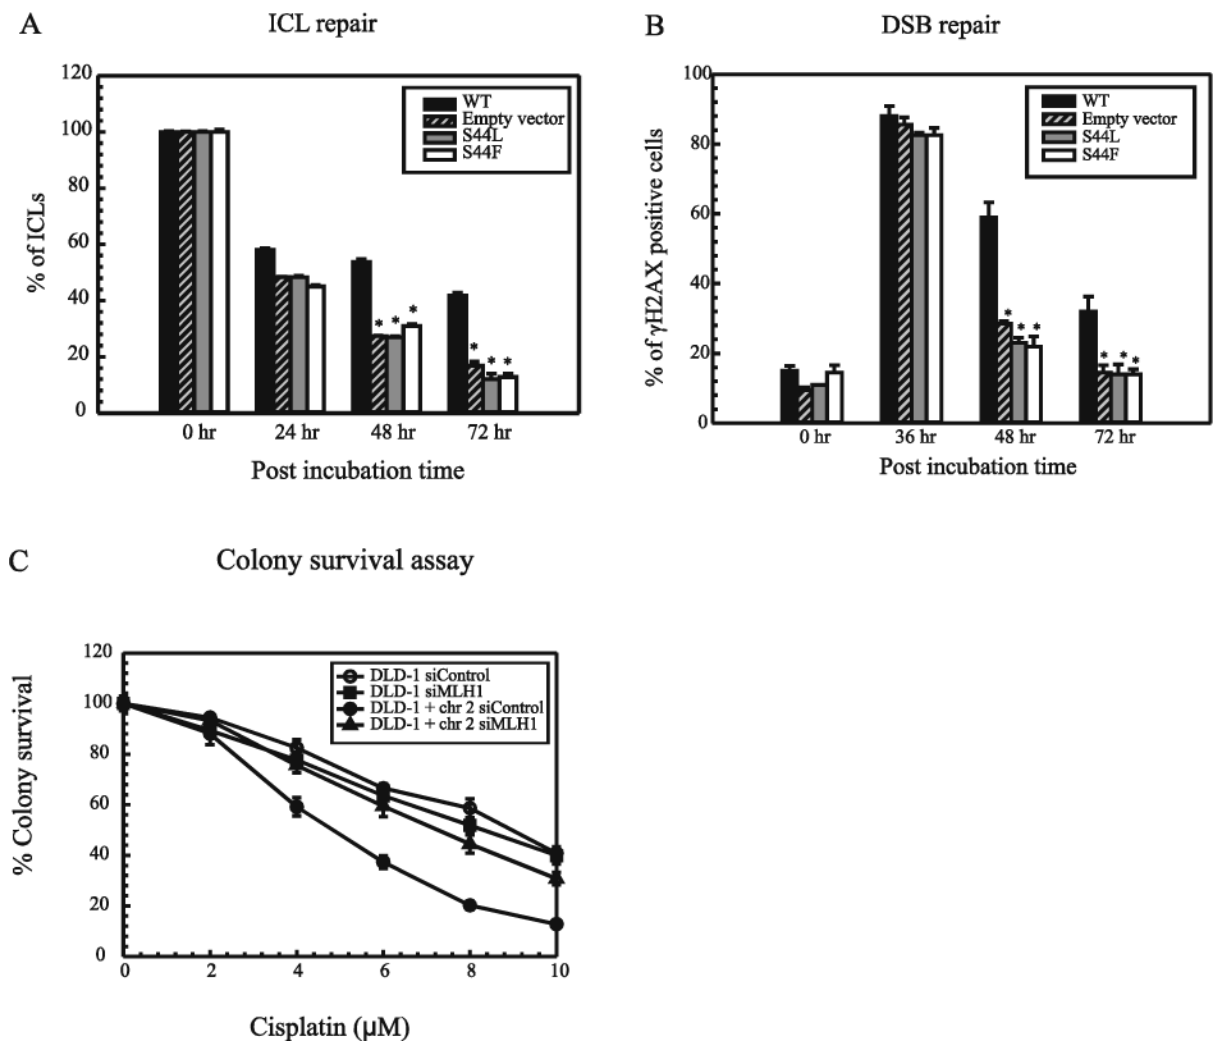 A
ICL repair
120
100
80
60
40
20
0
% of ICLs
WT
Empty vector
S44L
S44F
* * *
* * *
0 hr 24 hr 48 hr 72 hr
Post incubation time
B
DSB repair
100
80
60
40
20
0
% of γH2AX positive cells
WT
Empty vector
S44L
S44F
* * *
* * *
0 hr 36 hr 48 hr 72 hr
Post incubation time
C
Colony survival assay
120
100
80
60
40
20
0
% Colony survival
DLD-1 siControl
DLD-1 siMLH1
DLD-1 + chr 2 siControl
DLD-1 + chr 2 siMLH1
0 2 4 6 8 10
Cisplatin (μM)